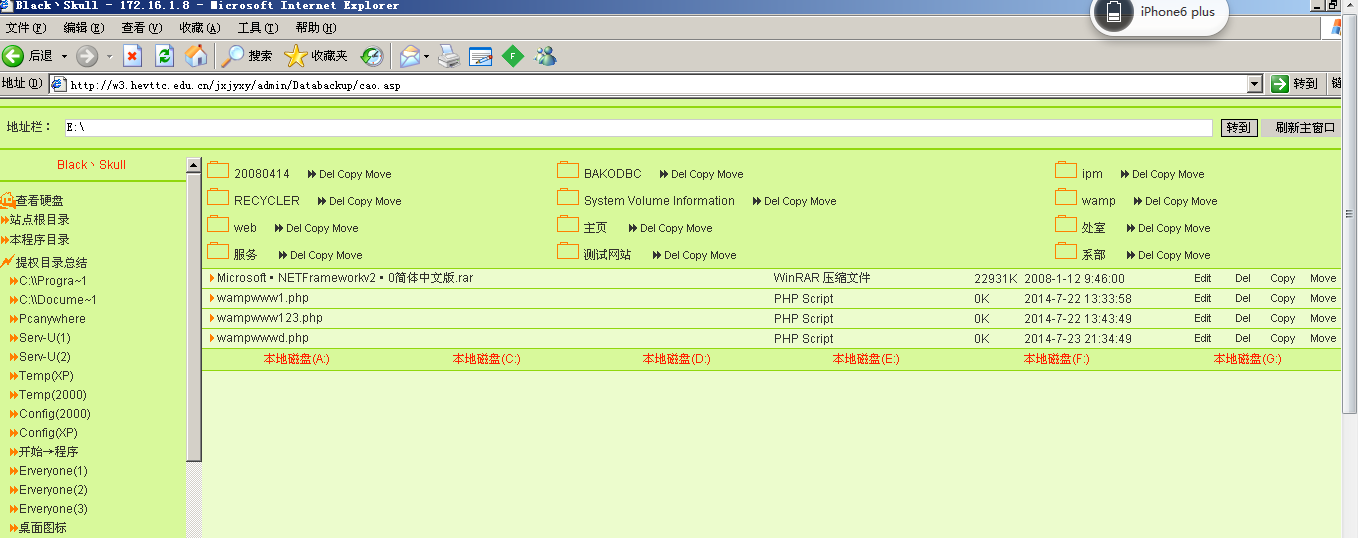 Black丶Skull - 172.16.1.8 - Microsoft Internet Explorer
iPhone6 plus
文件(F) 编辑(E) 查看(V) 收藏(A) 工具(T) 帮助(H)
后退 搜索 收藏夹
地址(D) http://w3.hevttc.edu.cn/jxjyxy/admin/Databackup/cao.asp 转到 链
地址栏： E:\ 转到 刷新主窗口
Black丶Skull
查看硬盘
站点根目录
本程序目录
提权目录总结
C:\\Progra~1
C:\\Docume~1
Pcanywhere
Serv-U(1)
Serv-U(2)
Temp(XP)
Temp(2000)
Config(2000)
Config(XP)
开始→程序
Erveryone(1)
Erveryone(2)
Erveryone(3)
桌面图标
20080414 Del Copy Move BAKODBC Del Copy Move ipm Del Copy Move
RECYCLER Del Copy Move System Volume Information Del Copy Move wamp Del Copy Move
web Del Copy Move 主页 Del Copy Move 处室 Del Copy Move
服务 Del Copy Move 测试网站 Del Copy Move 系部 Del Copy Move
Microsoft▪NETFrameworkv2▪0简体中文版.rar WinRAR 压缩文件 22931K 2008-1-12 9:46:00 Edit Del Copy Move
wampwww1.php PHP Script 0K 2014-7-22 13:33:58 Edit Del Copy Move
wampwww123.php PHP Script 0K 2014-7-22 13:43:49 Edit Del Copy Move
wampwwwd.php PHP Script 0K 2014-7-23 21:34:49 Edit Del Copy Move
本地磁盘(A:) 本地磁盘(C:) 本地磁盘(D:) 本地磁盘(E:) 本地磁盘(F:) 本地磁盘(G:)